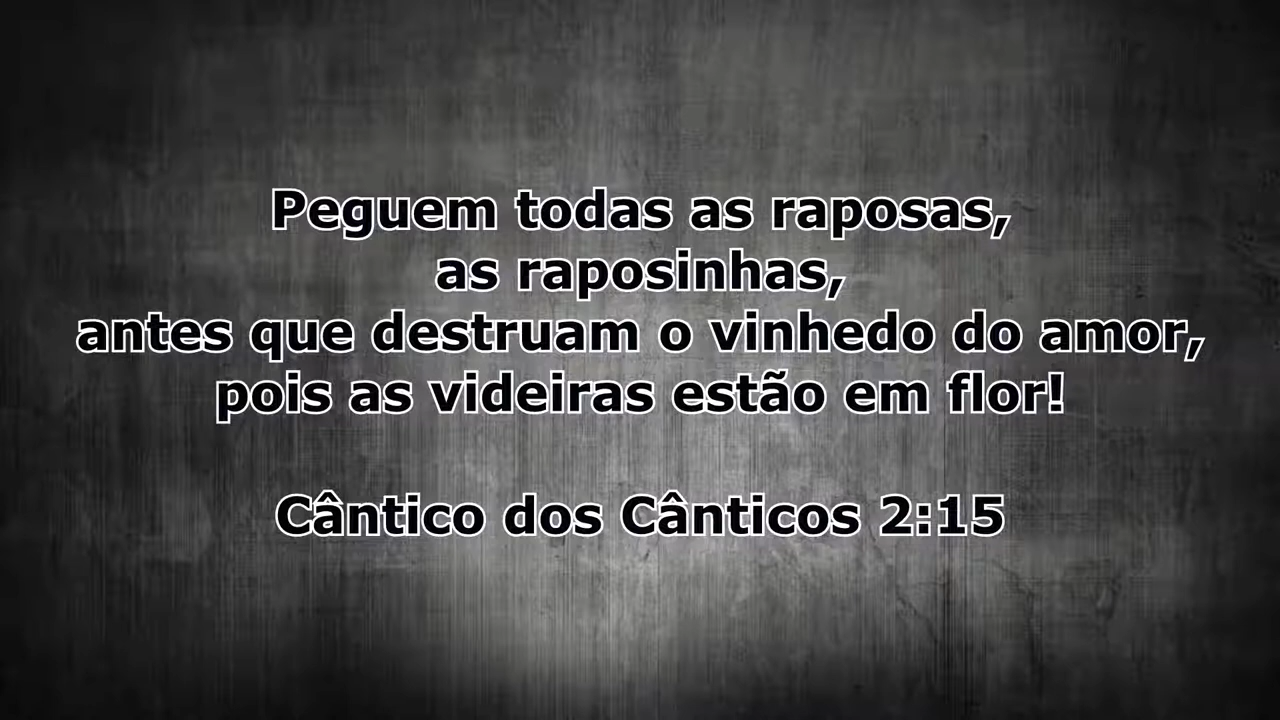 Peguem todas as raposas,
as raposinhas,
antes que destruam o vinhedo do amor,
pois as videiras estão em flor!
Cântico dos Cânticos 2:15